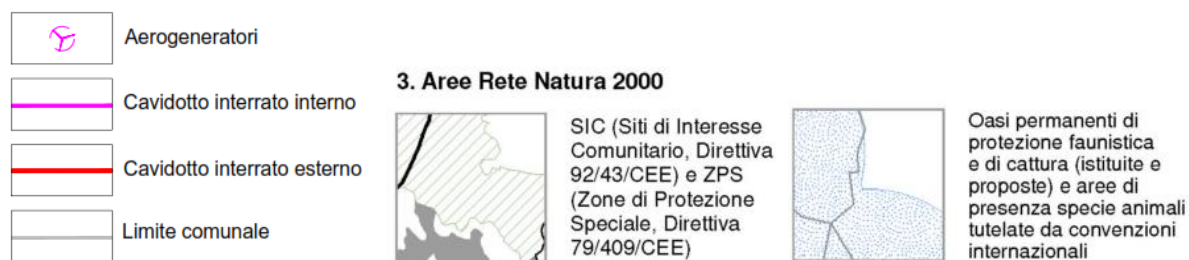 Aerogeneratori
Cavidotto interrato interno
Cavidotto interrato esterno
Limite comunale
3. Aree Rete Natura 2000
SIC (Siti di Interesse
Comunitario, Direttiva
92/43/CEE) e ZPS
(Zone di Protezione
Speciale, Direttiva
79/409/CEE)
Oasi permanenti di
protezione faunistica
e di cattura (istituite e
proposte) e aree di
presenza specie animali
tutelate da convenzioni
internazionali